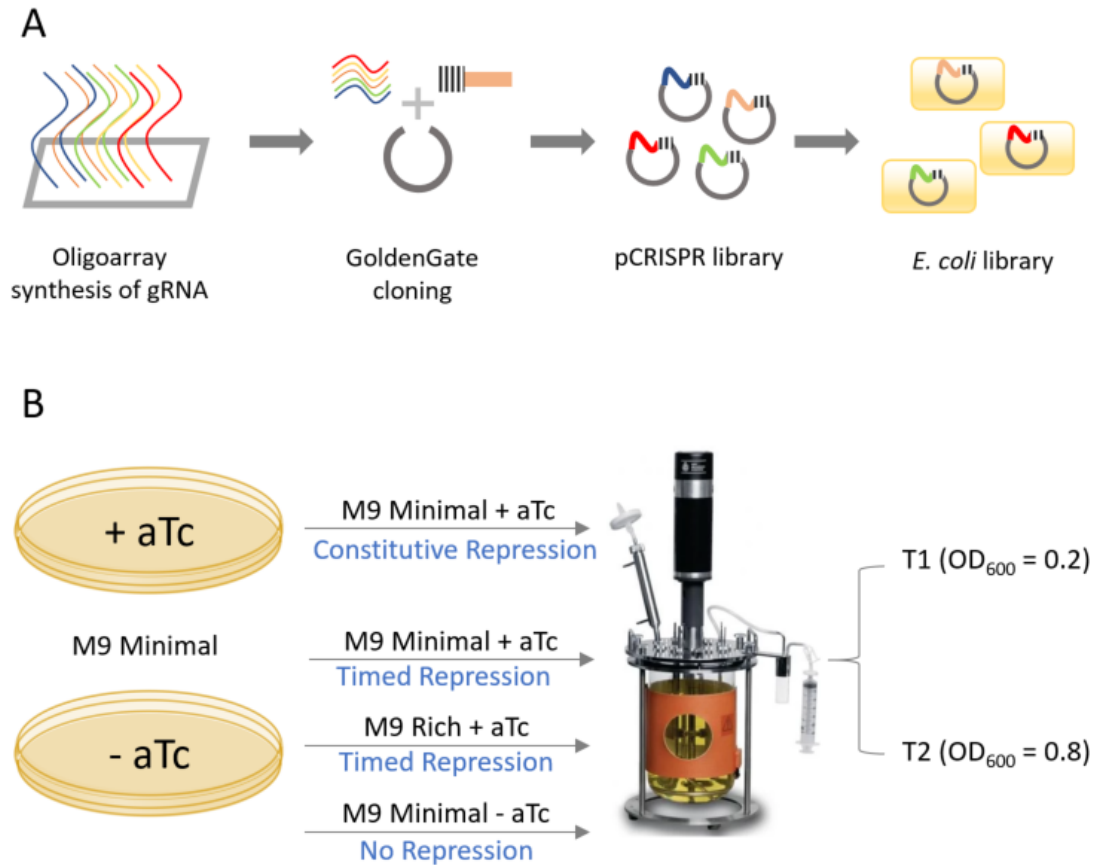 A
Oligoarray
synthesis of gRNA
GoldenGate
cloning
pCRISPR library
E. coli library
B
+ aTc
M9 Minimal
- aTc
M9 Minimal + aTc
Constitutive Repression
M9 Minimal + aTc
Timed Repression
M9 Rich + aTc
Timed Repression
M9 Minimal - aTc
No Repression
T1 (OD₆₀₀ = 0.2)
T2 (OD₆₀₀ = 0.8)